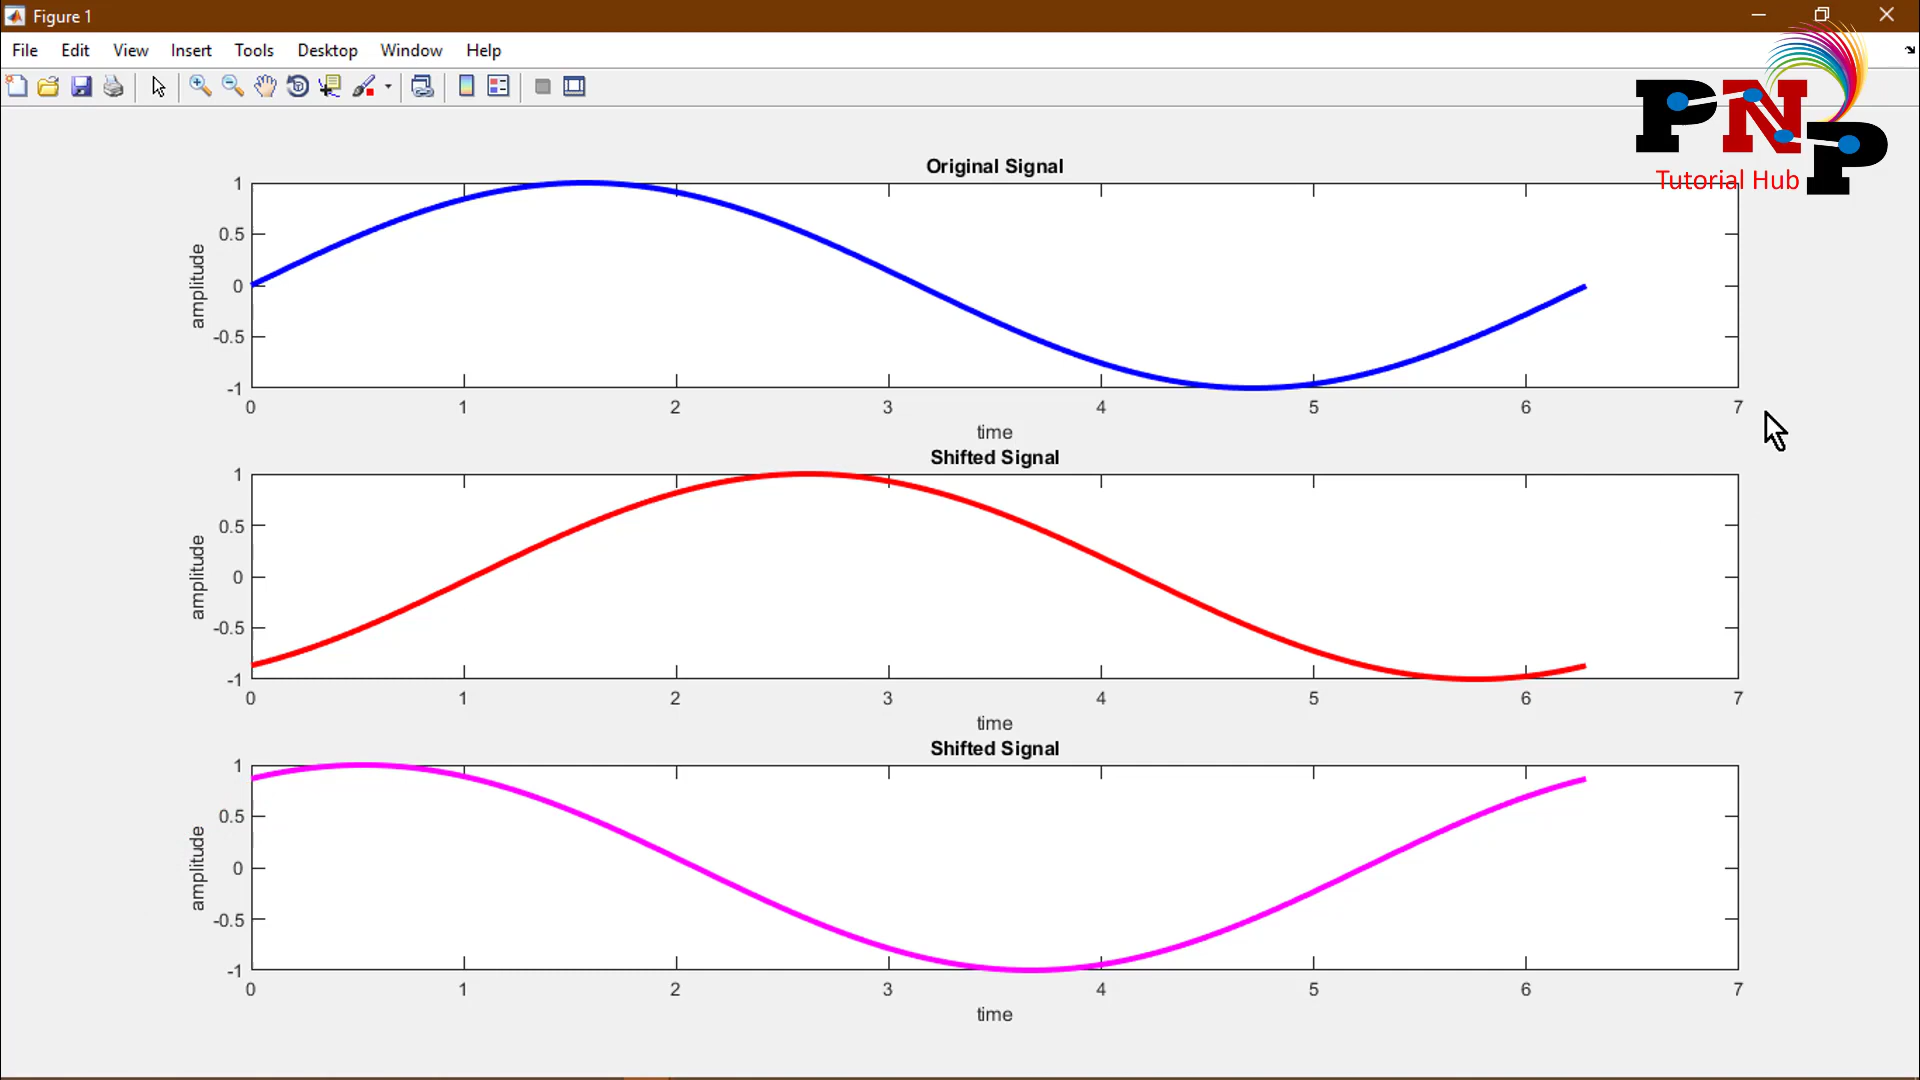 Figure 1
File Edit View Insert Tools Desktop Window Help
PNP
Tutorial Hub
Original Signal
1
0.5
0
-0.5
-1
amplitude
0 1 2 3 4 5 6 7
time
Shifted Signal
1
0.5
0
-0.5
-1
amplitude
0 1 2 3 4 5 6 7
time
Shifted Signal
1
0.5
0
-0.5
-1
amplitude
0 1 2 3 4 5 6 7
time